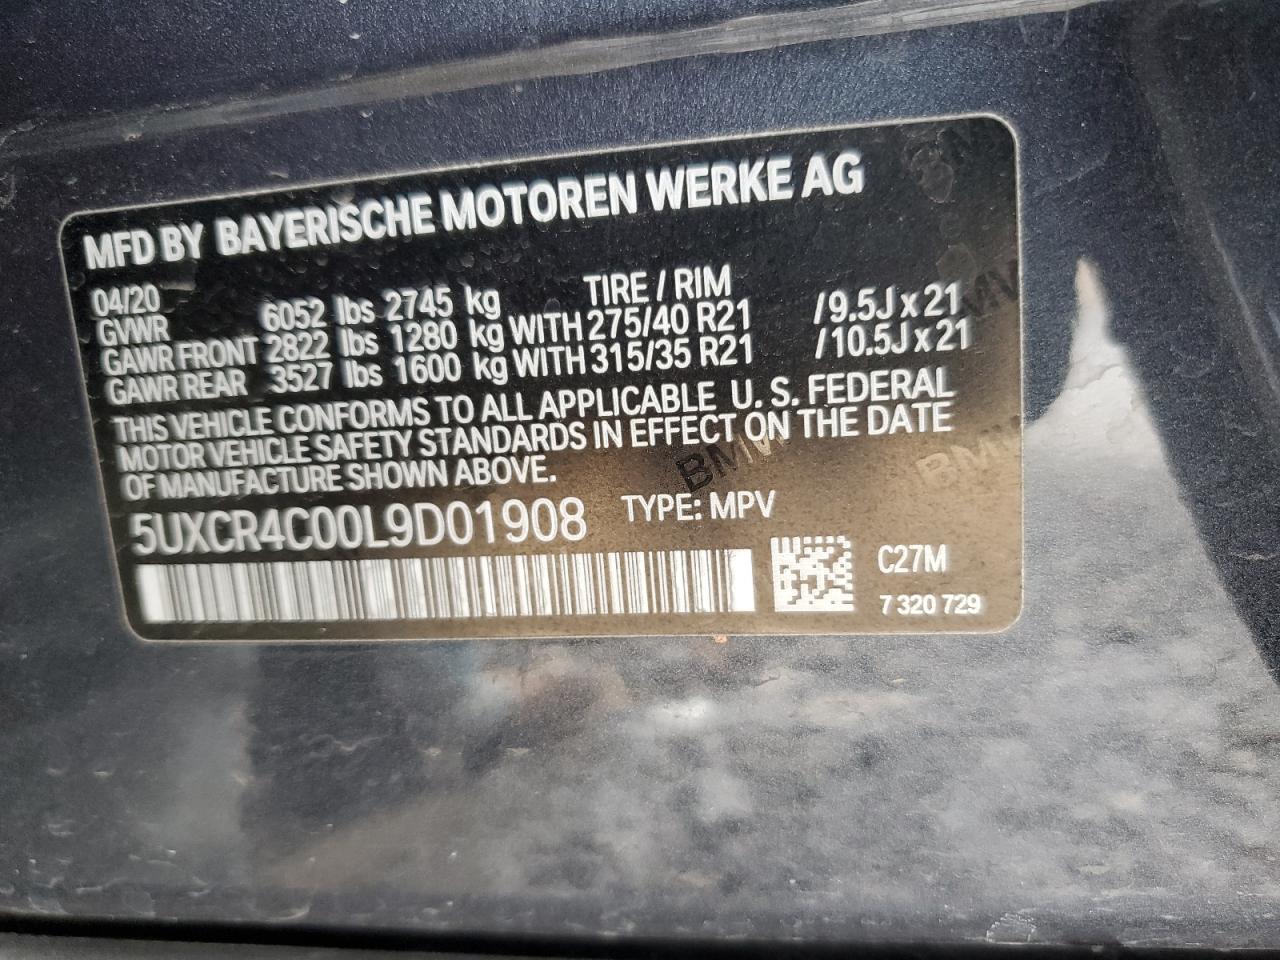 MFD BY BAYERISCHE MOTOREN WERKE AG
04/20 TIRE / RIM
GVWR 6052 lbs 2745 kg
GAWR FRONT 2822 lbs 1280 kg WITH 275/40 R21 /9.5J x 21
GAWR REAR 3527 lbs 1600 kg WITH 315/35 R21 /10.5J x 21
THIS VEHICLE CONFORMS TO ALL APPLICABLE U. S. FEDERAL
MOTOR VEHICLE SAFETY STANDARDS IN EFFECT ON THE DATE
OF MANUFACTURE SHOWN ABOVE.
5UXCR4C00L9D01908 TYPE: MPV
C27M
7 320 729
BMW
BMW
BMW
BMW